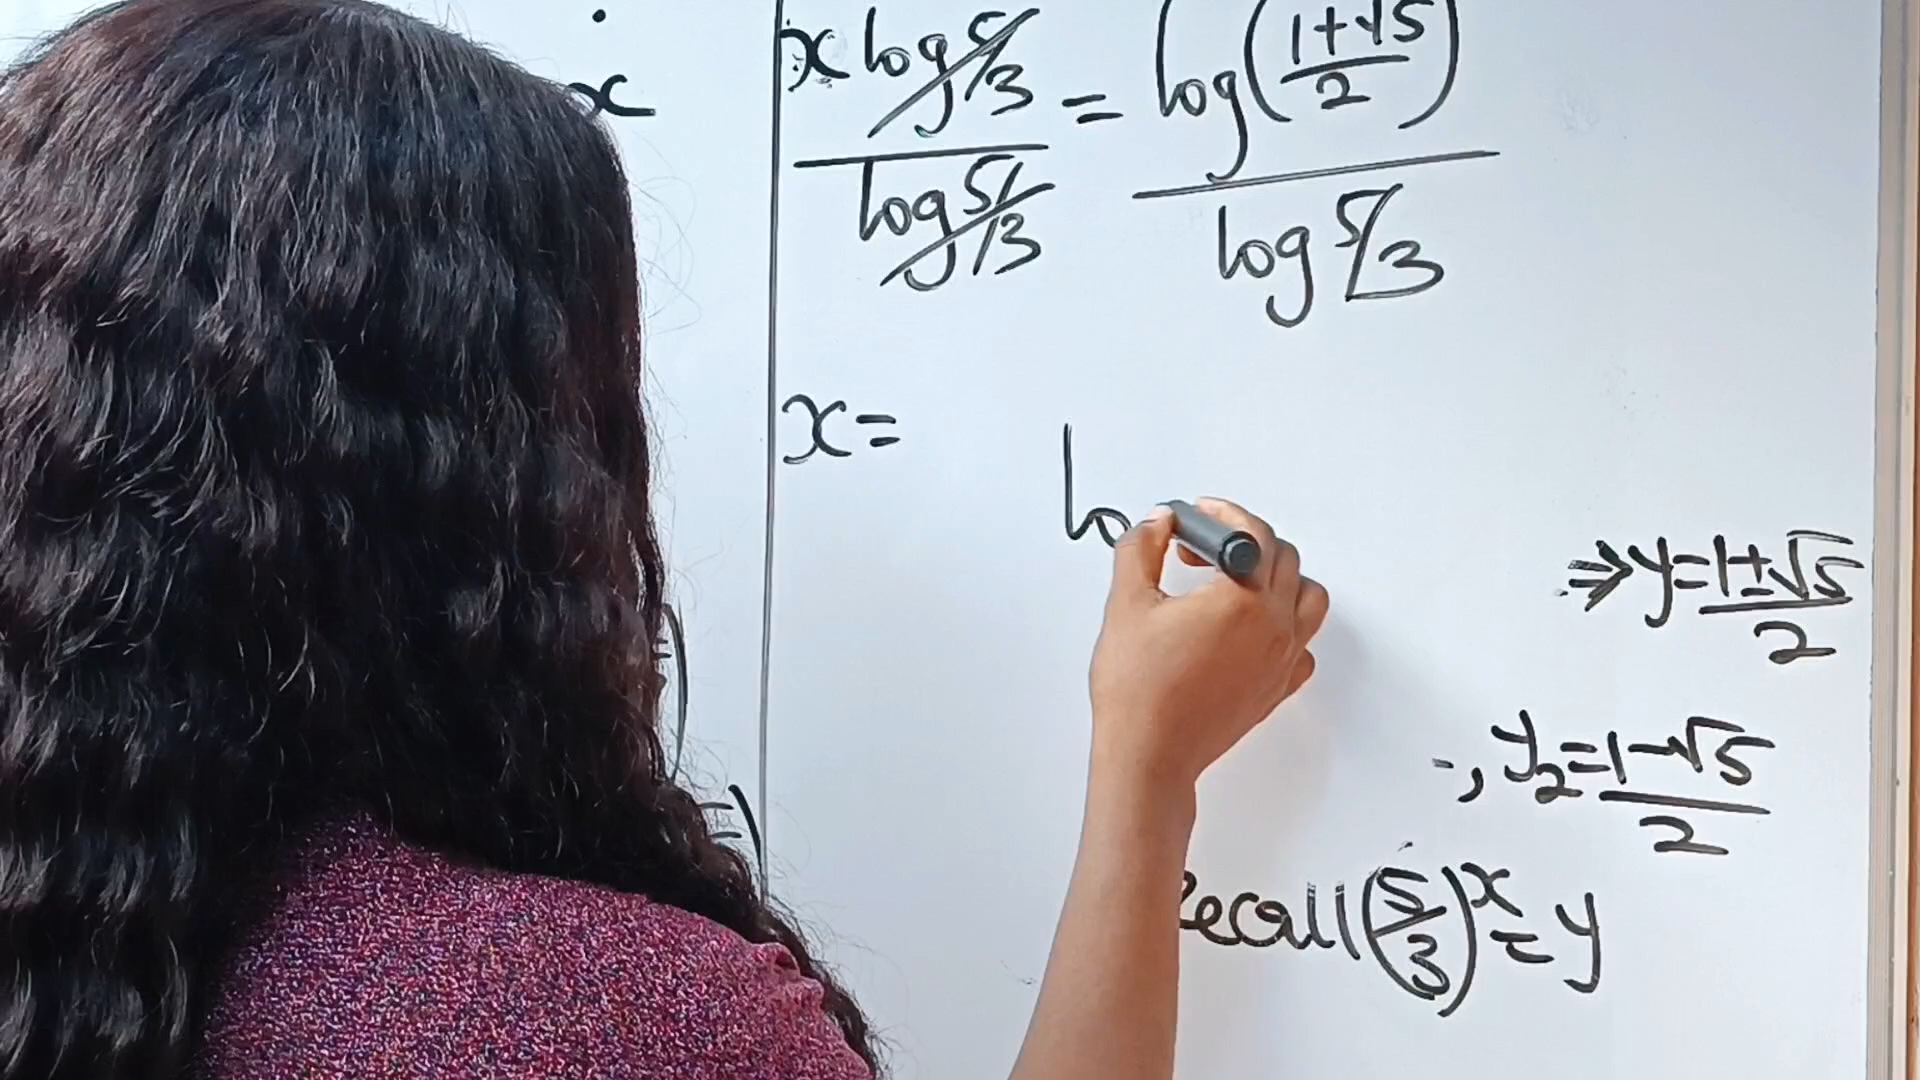 x
x log 5/3 / log 5/3 = log((1+√5)/2) / log 5/3
x = lo
⇒ y = (1±√5)/2
, y₂ = (1-√5)/2
Recall (5/3)ˣ = y